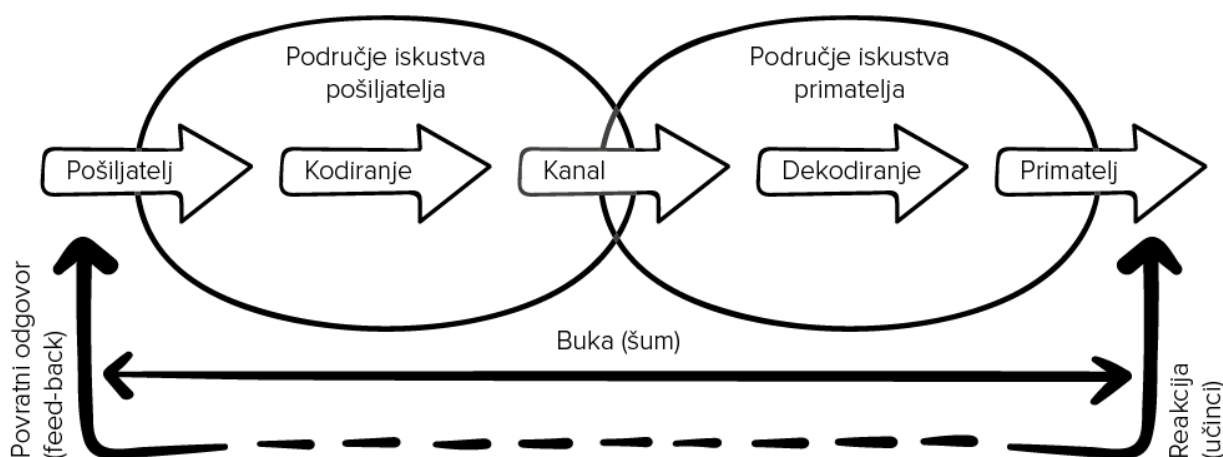 Područje iskustva
pošiljatelja
Područje iskustva
primatelja
Pošiljatelj
Kodiranje
Kanal
Dekodiranje
Primatelj
Buka (šum)
Povratni odgovor
(feed-back)
Reakcija
(učinci)